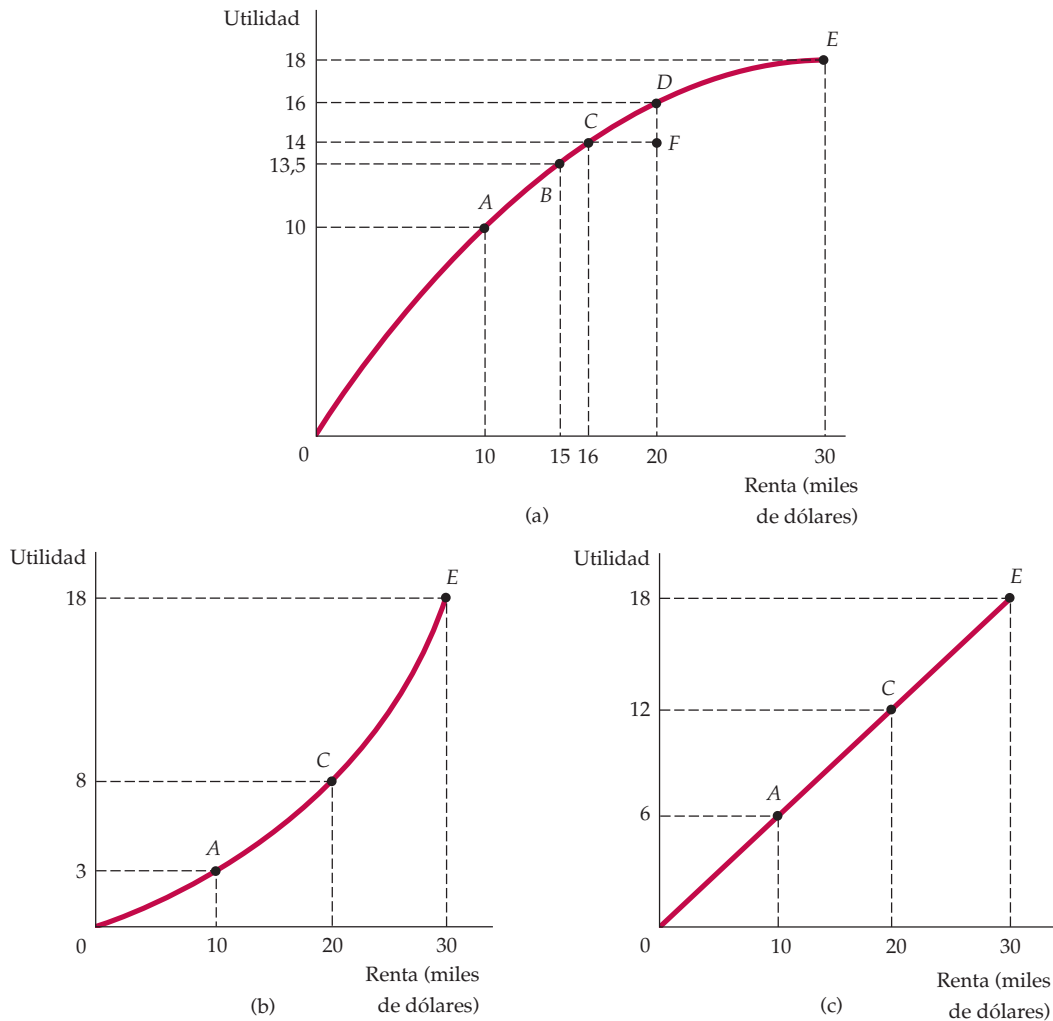 Utilidad
E
18
D
16
C
14
F
13,5
B
A
10
0
10
15
16
20
30
Renta (miles
de dólares)
(a)
Utilidad
E
18
C
8
A
3
0
10
20
30
Renta (miles
de dólares)
(b)
Utilidad
E
18
C
12
A
6
0
10
20
30
Renta (miles
de dólares)
(c)